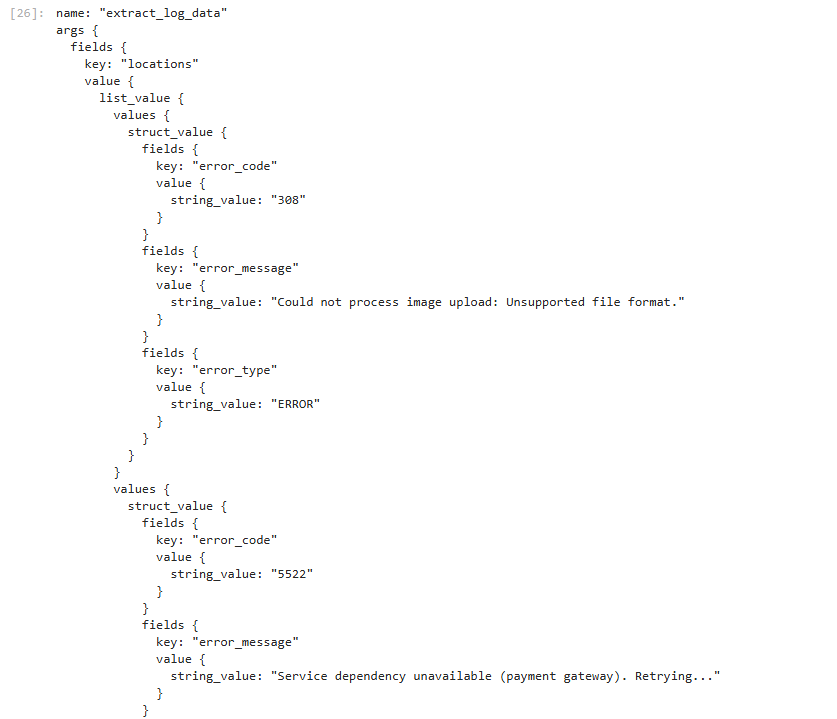 [26]: name: "extract_log_data"
args {
  fields {
    key: "locations"
    value {
      list_value {
        values {
          struct_value {
            fields {
              key: "error_code"
              value {
                string_value: "308"
              }
            }
            fields {
              key: "error_message"
              value {
                string_value: "Could not process image upload: Unsupported file format."
              }
            }
            fields {
              key: "error_type"
              value {
                string_value: "ERROR"
              }
            }
          }
        }
        values {
          struct_value {
            fields {
              key: "error_code"
              value {
                string_value: "5522"
              }
            }
            fields {
              key: "error_message"
              value {
                string_value: "Service dependency unavailable (payment gateway). Retrying..."
              }
            }